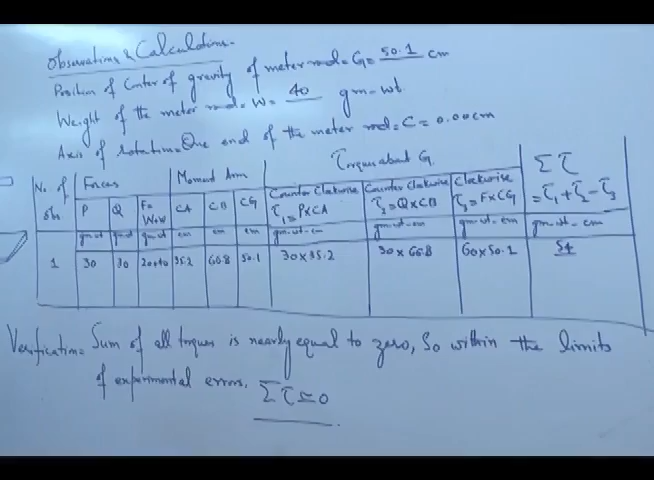 Observations & Calculations.
Position of Center of gravity of meter rod = G = 50.1 cm
Weight of the meter rod = W = 40 gm-wt
Axis of rotation = One end of the meter rod = C = 0.00cm
No. of obs
Forces
Moment Arm
Torques about G
Στ = τ₁+τ₂-τ₃
P
Q
F= W₀+W
CA
CB
CG
Counter Clockwise τ₁=P×CA
Counter Clockwise τ₂=Q×CB
Clockwise τ₃=F×CG
gm-wt
gm-wt
gm-wt
cm
cm
cm
gm-wt-cm
gm-wt-cm
gm-wt-cm
gm-wt-cm
1
30
30
20+40
35.2
66.8
50.1
30×35.2
30×66.8
60×50.1
54
Verification = Sum of all torques is nearly equal to zero, So within the limits
of experimental errors, Στ≃0